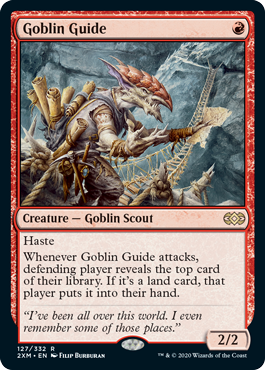 Goblin Guide
Creature — Goblin Scout
Haste
Whenever Goblin Guide attacks,
defending player reveals the top card
of their library. If it's a land card, that
player puts it into their hand.
“I've been all over this world. I even
remember some of those places.”
2/2
127/332 R
2XM • EN FILIP BURBURAN
™ & © 2020 Wizards of the Coast